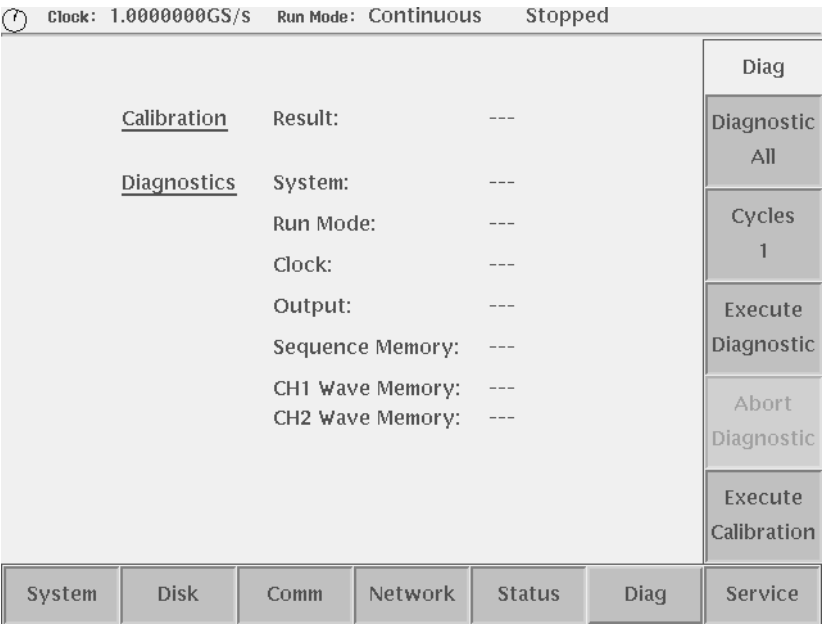 Clock: 1.0000000GS/s Run Mode: Continuous Stopped
Diag
Calibration Result: ---
Diagnostics System: ---
Run Mode: ---
Clock: ---
Output: ---
Sequence Memory: ---
CH1 Wave Memory: ---
CH2 Wave Memory: ---
Diagnostic
All
Cycles
1
Execute
Diagnostic
Abort
Diagnostic
Execute
Calibration
System Disk Comm Network Status Diag Service